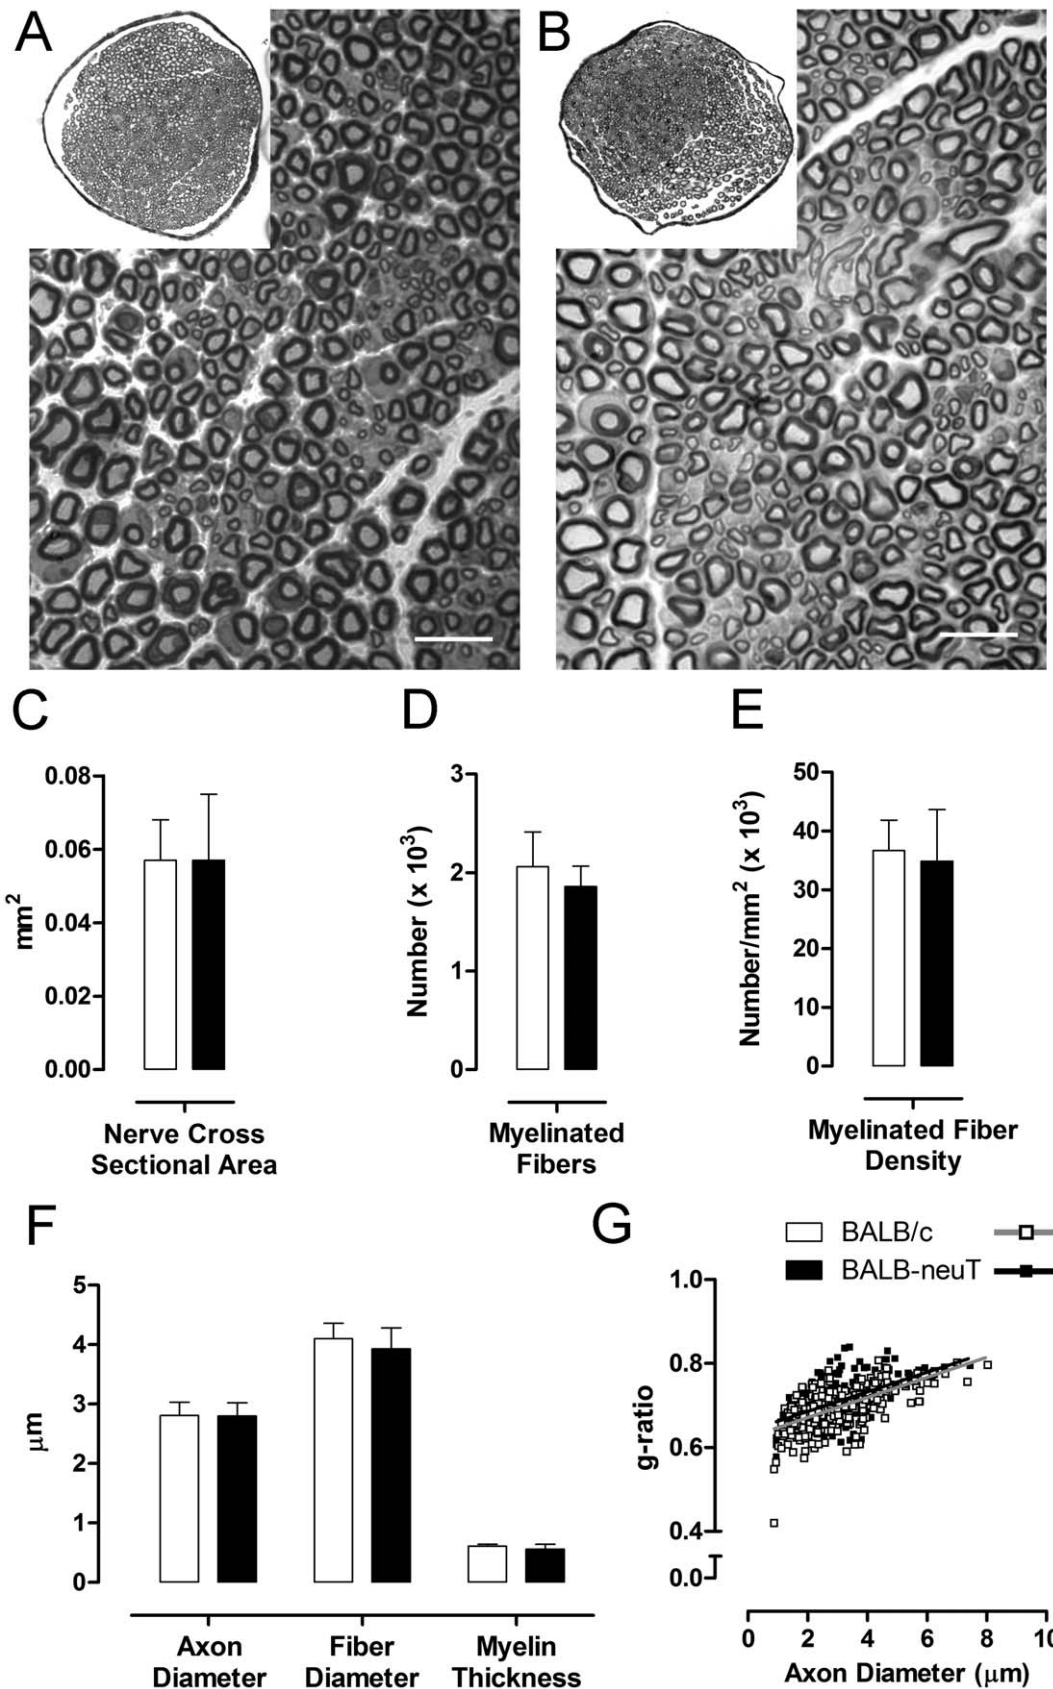 A
B
C
D
E
0.08
0.06
0.04
0.02
0.00
mm²
Nerve Cross
Sectional Area
3
2
1
0
Number (x 10³)
Myelinated
Fibers
50
40
30
20
10
0
Number/mm² (x 10³)
Myelinated Fiber
Density
F
5
4
3
2
1
0
µm
Axon
Diameter
Fiber
Diameter
Myelin
Thickness
G
BALB/c
BALB-neuT
1.0
0.8
0.6
0.4
0.0
g-ratio
0 2 4 6 8 10
Axon Diameter (µm)